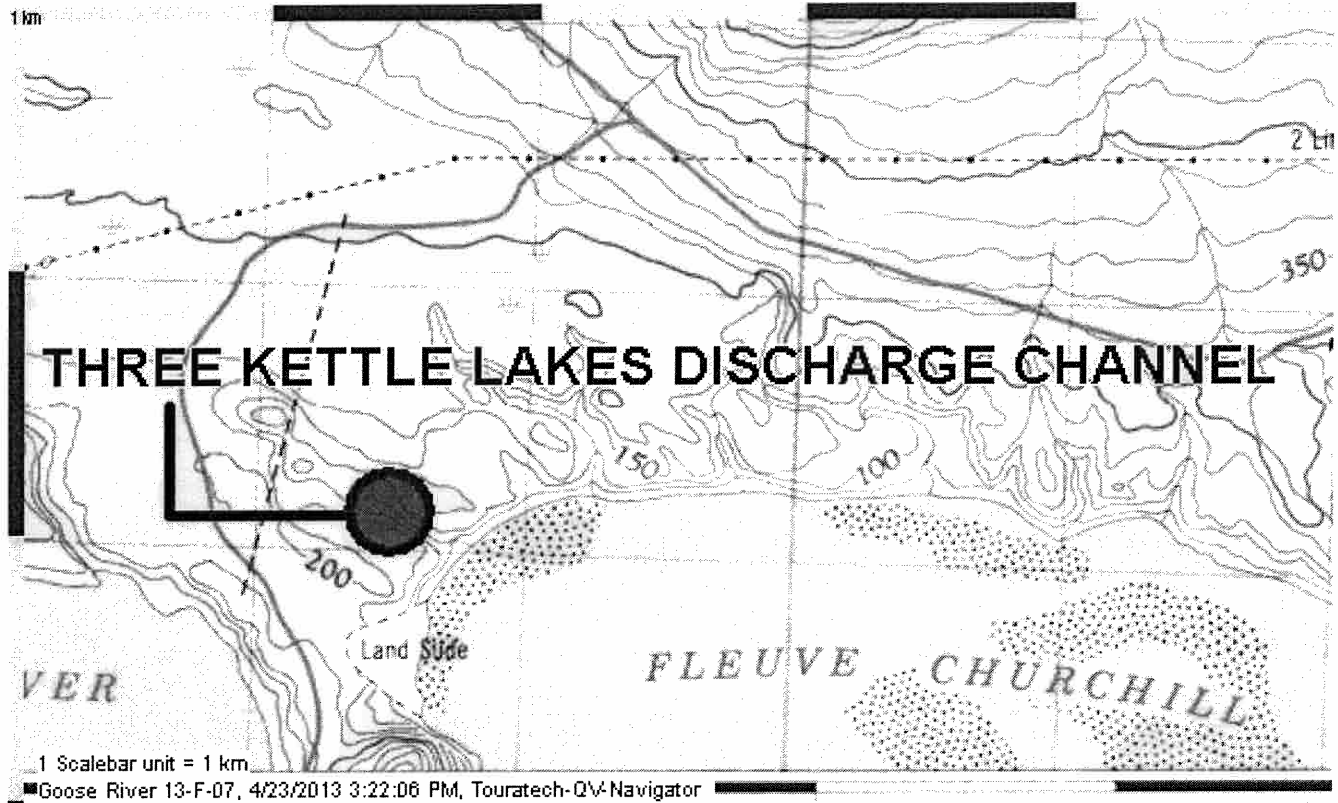 1 km
2 Li
350
THREE KETTLE LAKES DISCHARGE CHANNEL
150
100
200
Land Slide
FLEUVE CHURCHILL
VER
1 Scalebar unit = 1 km
Goose River 13-F-07, 4/23/2013 3:22:06 PM, Touratech-QV-Navigator